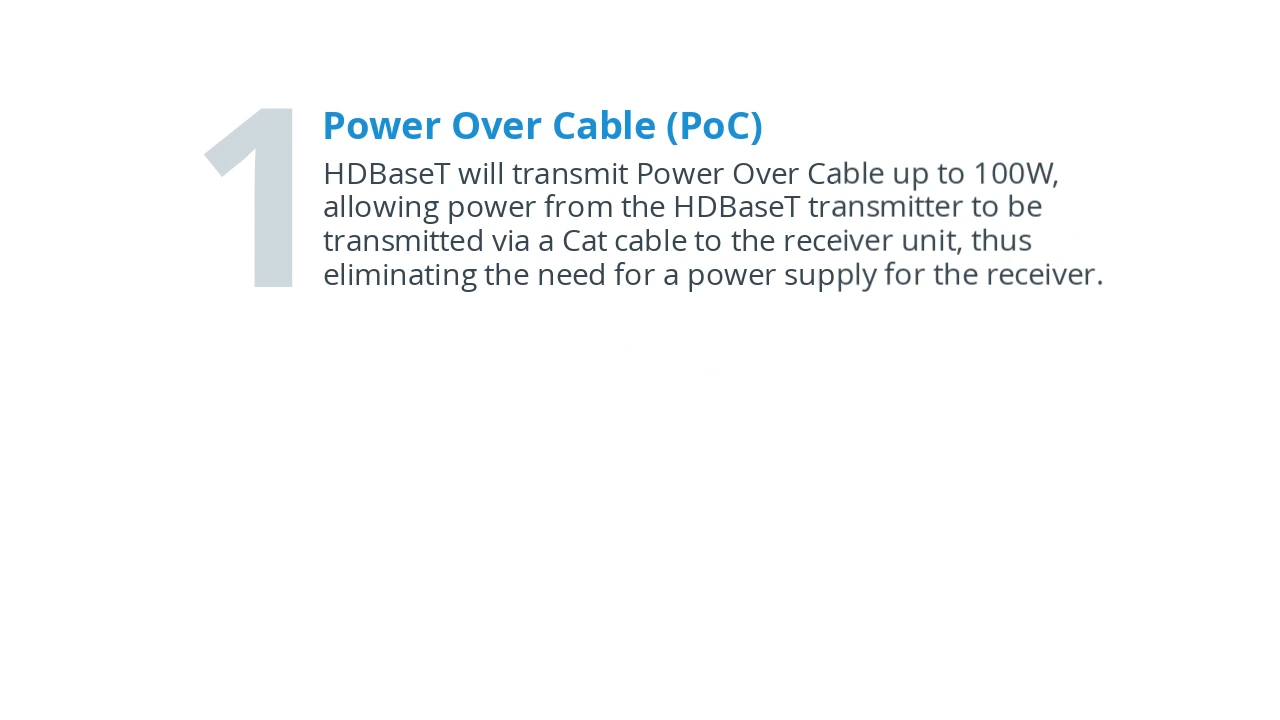 1
Power Over Cable (PoC)
HDBaseT will transmit Power Over Cable up to 100W,
allowing power from the HDBaseT transmitter to be
transmitted via a Cat cable to the receiver unit, thus
eliminating the need for a power supply for the receiver.